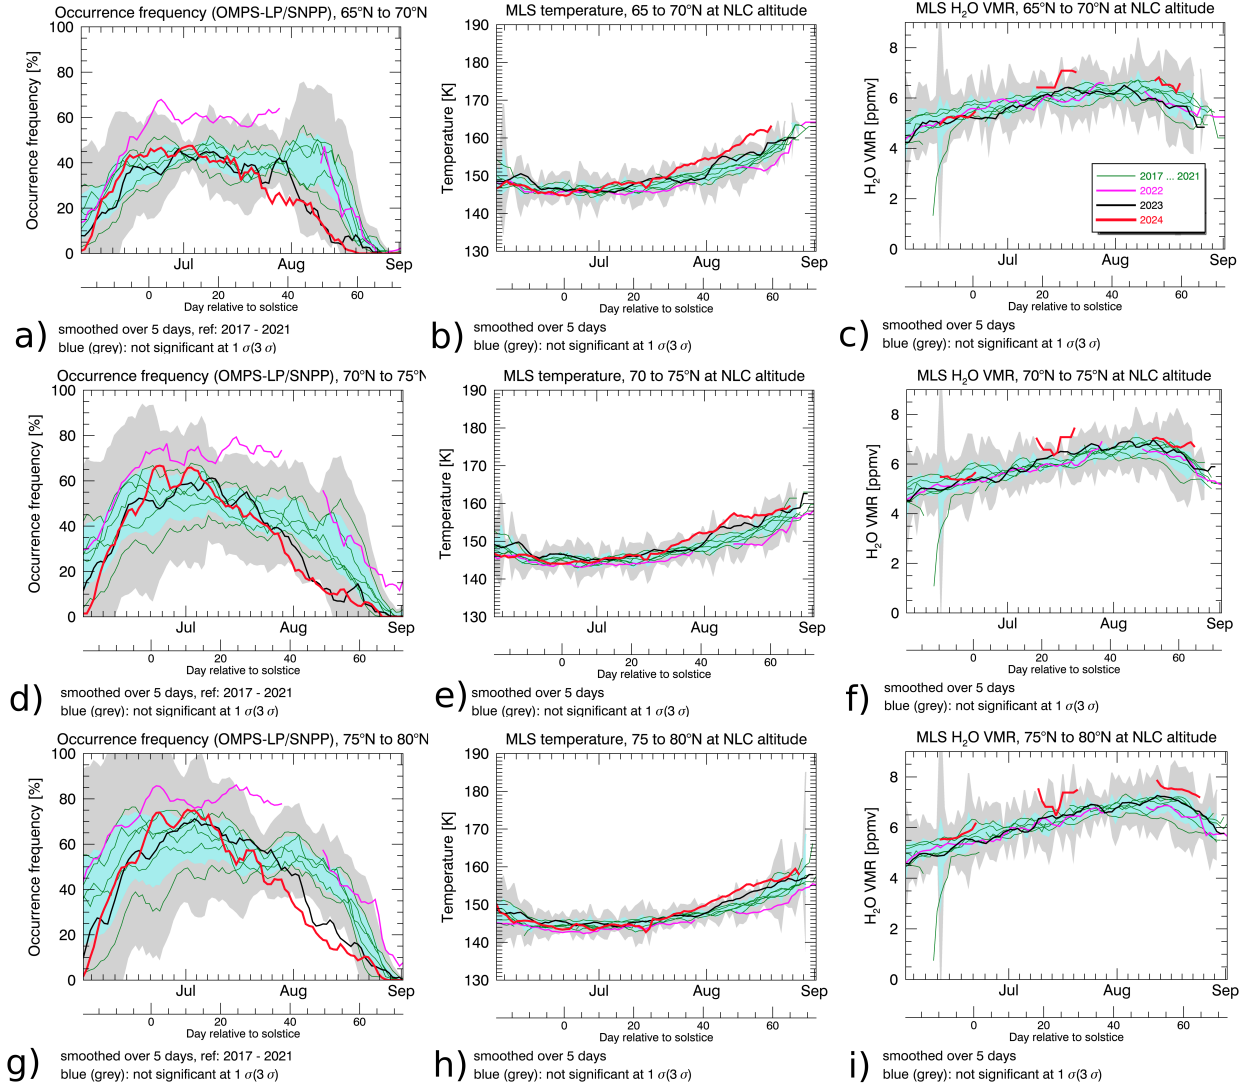 Occurrence frequency (OMPS-LP/SNPP), 65°N to 70°N
Occurrence frequency [%]
100
80
60
40
20
0
Jul
Aug
Sep
0
20
40
60
Day relative to solstice
a)
smoothed over 5 days, ref: 2017 - 2021
blue (grey): not significant at 1 σ(3 σ)
MLS temperature, 65 to 70°N at NLC altitude
Temperature [K]
190
180
170
160
150
140
130
Jul
Aug
Sep
0
20
40
60
Day relative to solstice
b)
smoothed over 5 days
blue (grey): not significant at 1 σ(3 σ)
MLS H₂O VMR, 65°N to 70°N at NLC altitude
H₂O VMR [ppmv]
8
6
4
2
0
2017 ... 2021
2022
2023
2024
Jul
Aug
Sep
0
20
40
60
Day relative to solstice
c)
smoothed over 5 days
blue (grey): not significant at 1 σ(3 σ)
Occurrence frequency (OMPS-LP/SNPP), 70°N to 75°N
Occurrence frequency [%]
100
80
60
40
20
0
Jul
Aug
Sep
0
20
40
60
Day relative to solstice
d)
smoothed over 5 days, ref: 2017 - 2021
blue (grey): not significant at 1 σ(3 σ)
MLS temperature, 70 to 75°N at NLC altitude
Temperature [K]
190
180
170
160
150
140
130
Jul
Aug
Sep
0
20
40
60
Day relative to solstice
e)
smoothed over 5 days
blue (grey): not significant at 1 σ(3 σ)
MLS H₂O VMR, 70°N to 75°N at NLC altitude
H₂O VMR [ppmv]
8
6
4
2
0
Jul
Aug
Sep
0
20
40
60
Day relative to solstice
f)
smoothed over 5 days
blue (grey): not significant at 1 σ(3 σ)
Occurrence frequency (OMPS-LP/SNPP), 75°N to 80°N
Occurrence frequency [%]
100
80
60
40
20
0
Jul
Aug
Sep
0
20
40
60
Day relative to solstice
g)
smoothed over 5 days, ref: 2017 - 2021
blue (grey): not significant at 1 σ(3 σ)
MLS temperature, 75 to 80°N at NLC altitude
Temperature [K]
190
180
170
160
150
140
130
Jul
Aug
Sep
0
20
40
60
Day relative to solstice
h)
smoothed over 5 days
blue (grey): not significant at 1 σ(3 σ)
MLS H₂O VMR, 75°N to 80°N at NLC altitude
H₂O VMR [ppmv]
8
6
4
2
0
Jul
Aug
Sep
0
20
40
60
Day relative to solstice
i)
smoothed over 5 days
blue (grey): not significant at 1 σ(3 σ)